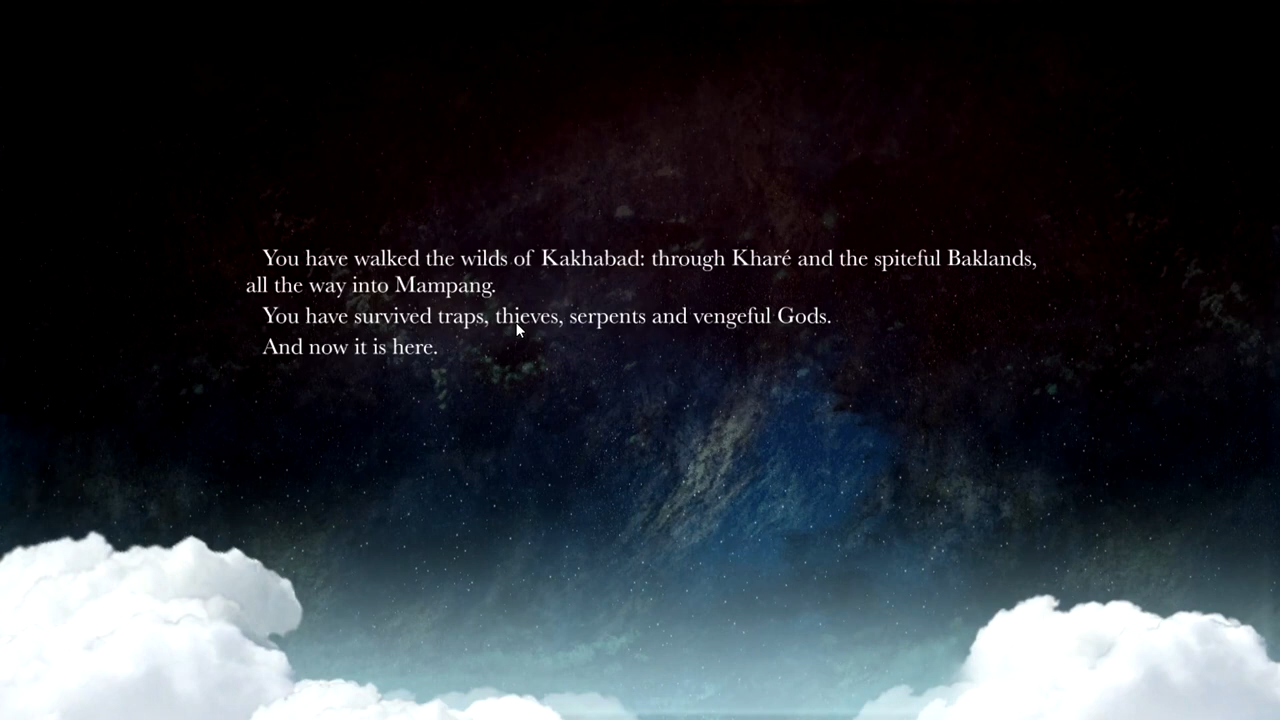 You have walked the wilds of Kakhabad: through Kharé and the spiteful Baklands,
all the way into Mampang.
You have survived traps, thieves, serpents and vengeful Gods.
And now it is here.